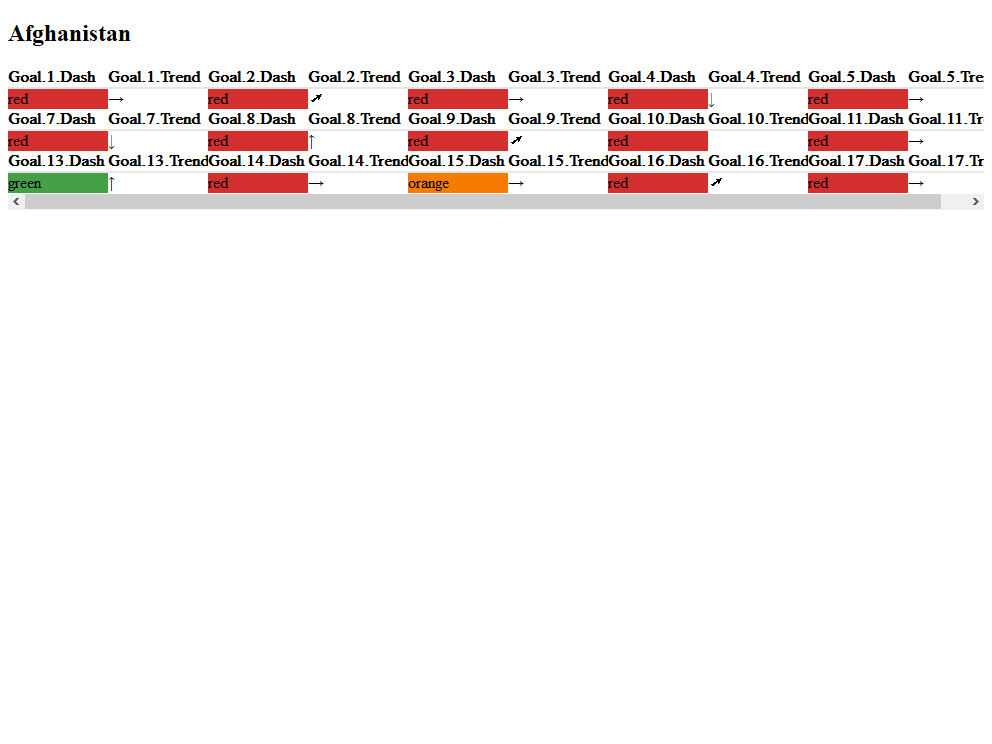 Afghanistan
Goal.1.Dash Goal.1.Trend Goal.2.Dash Goal.2.Trend Goal.3.Dash Goal.3.Trend Goal.4.Dash Goal.4.Trend Goal.5.Dash Goal.5.Tre
red → red ➚ red → red ↓ red →
Goal.7.Dash Goal.7.Trend Goal.8.Dash Goal.8.Trend Goal.9.Dash Goal.9.Trend Goal.10.Dash Goal.10.Trend Goal.11.Dash Goal.11.Tr
red ↓ red ↑ red ➚ red red →
Goal.13.Dash Goal.13.Trend Goal.14.Dash Goal.14.Trend Goal.15.Dash Goal.15.Trend Goal.16.Dash Goal.16.Trend Goal.17.Dash Goal.17.Tr
green ↑ red → orange → red ➚ red →